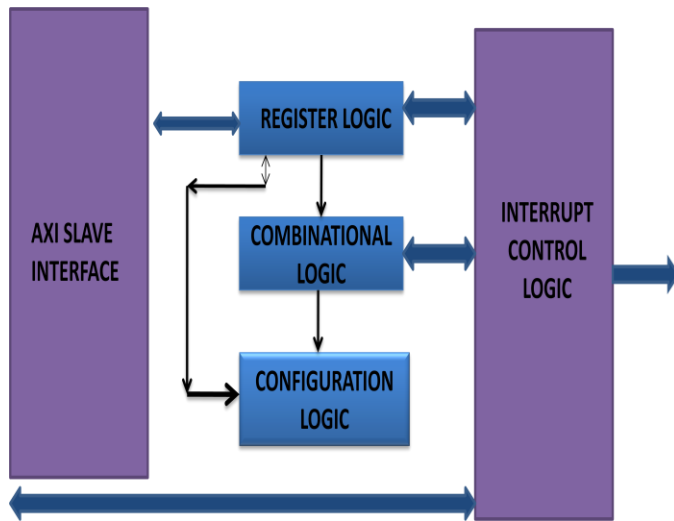 REGISTER LOGIC
AXI SLAVE
INTERFACE
COMBINATIONAL
LOGIC
INTERRUPT
CONTROL
LOGIC
CONFIGURATION
LOGIC